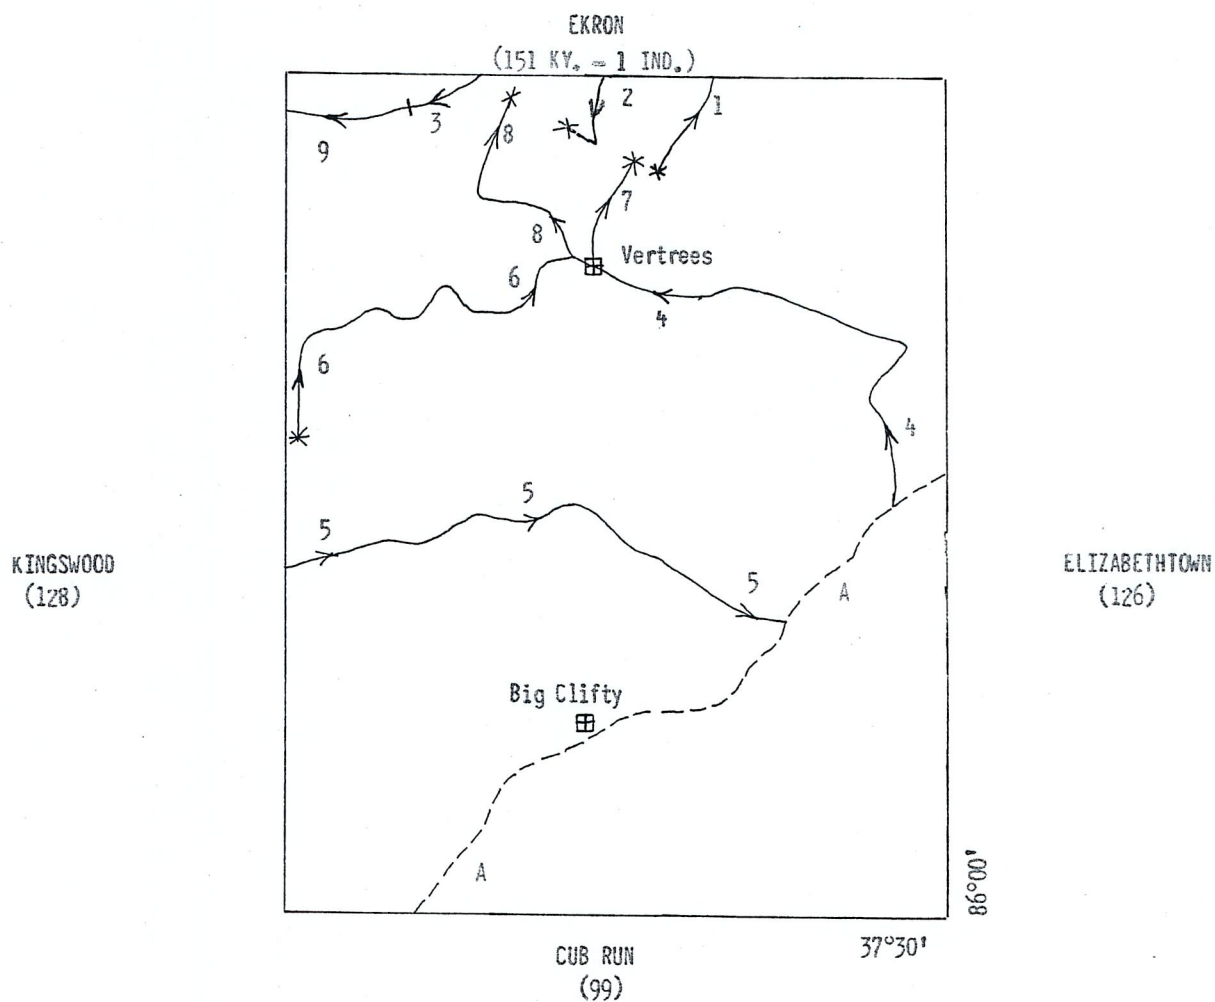 EKRON
(151 KY. - 1 IND.)
2
1
3
8
9
7
8
Vertrees
6
4
6
4
5
5
KINGSWOOD
(128)
ELIZABETHTOWN
(126)
5
A
Big Clifty
A
86°00'
37°30'
CUB RUN
(99)